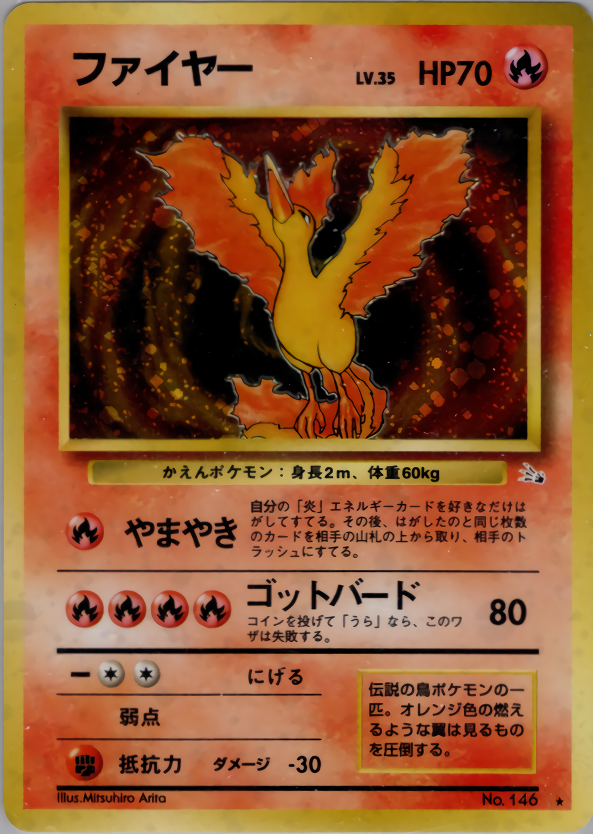 ファイヤー LV.35 HP70
かえんポケモン：身長2m、体重60kg
やまやき
自分の「炎」エネルギーカードを好きなだけは
がしてすてる。その後、はがしたのと同じ枚数
のカードを相手の山札の上から取り、相手のト
ラッシュにすてる。
ゴットバード 80
コインを投げて「うら」なら、このワ
ザは失敗する。
にげる
弱点
抵抗力 ダメージ -30
伝説の鳥ポケモンの一
匹。オレンジ色の燃え
るような翼は見るもの
を圧倒する。
Illus.Mitsuhiro Arita No. 146 ★